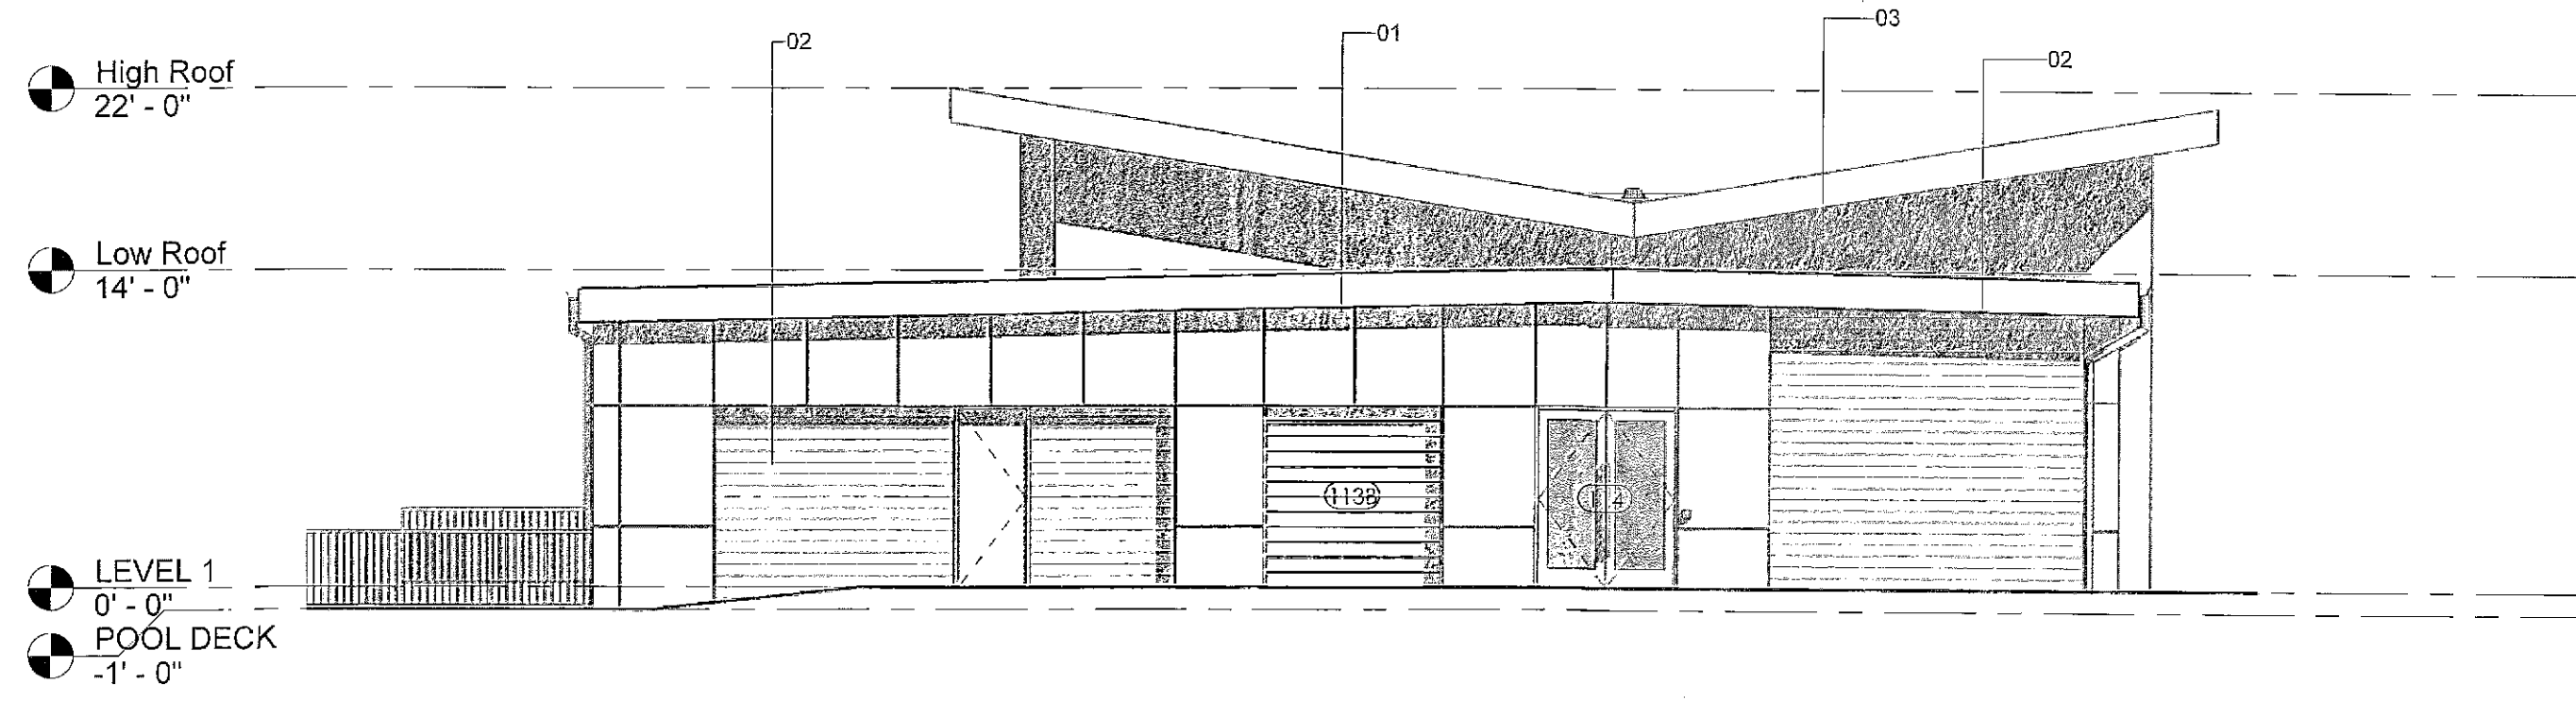 02
01
03
02
High Roof
22' - 0"
Low Roof
14' - 0"
113B
LEVEL 1
0' - 0"
POOL DECK
-1' - 0"